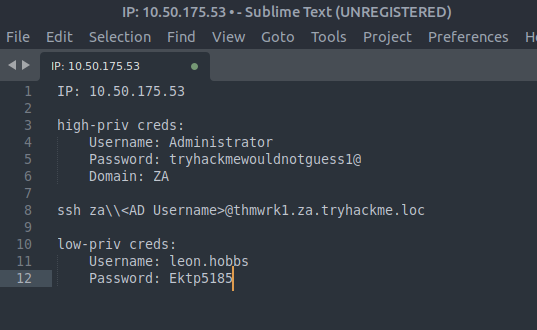 IP: 10.50.175.53 • - Sublime Text (UNREGISTERED)
File Edit Selection Find View Goto Tools Project Preferences He
IP: 10.50.175.53
1 IP: 10.50.175.53
2
3 high-priv creds:
4 Username: Administrator
5 Password: tryhackmewouldnotguess1@
6 Domain: ZA
7
8 ssh za\\<AD Username>@thmwrk1.za.tryhackme.loc
9
10 low-priv creds:
11 Username: leon.hobbs
12 Password: Ektp5185